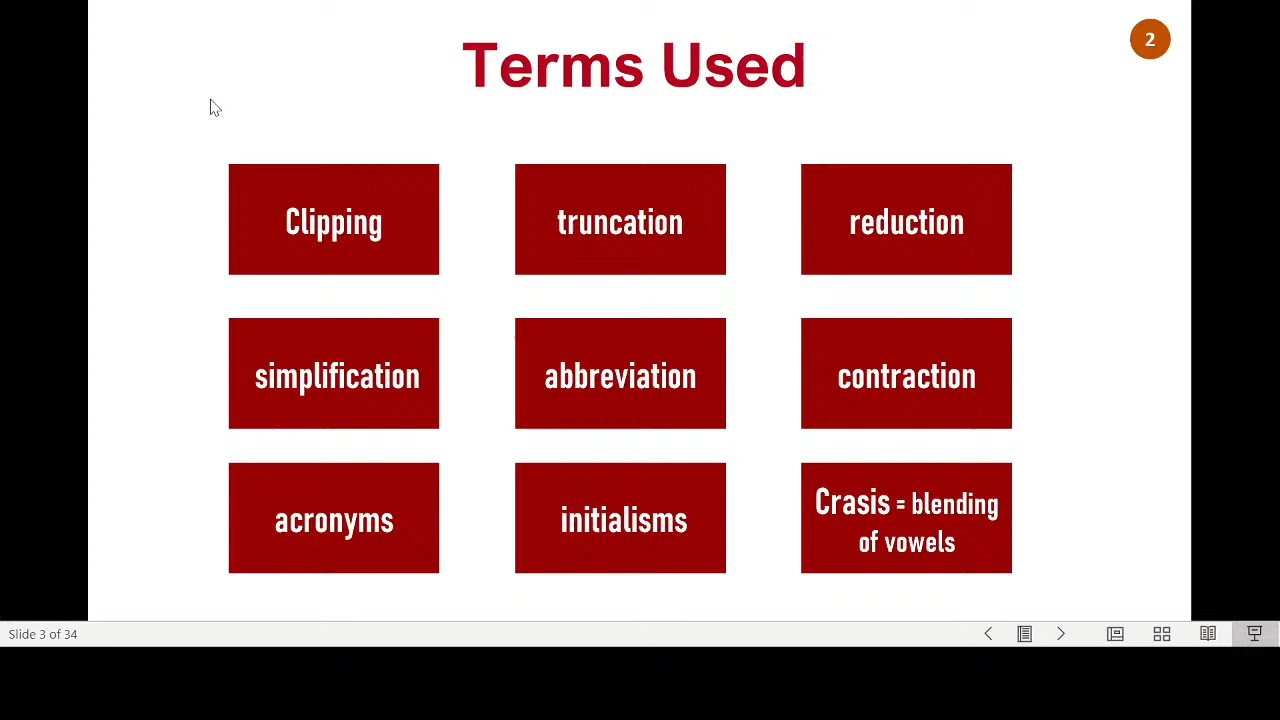 Terms Used
2
Clipping
truncation
reduction
simplification
abbreviation
contraction
acronyms
initialisms
Crasis = blending
of vowels
Slide 3 of 34